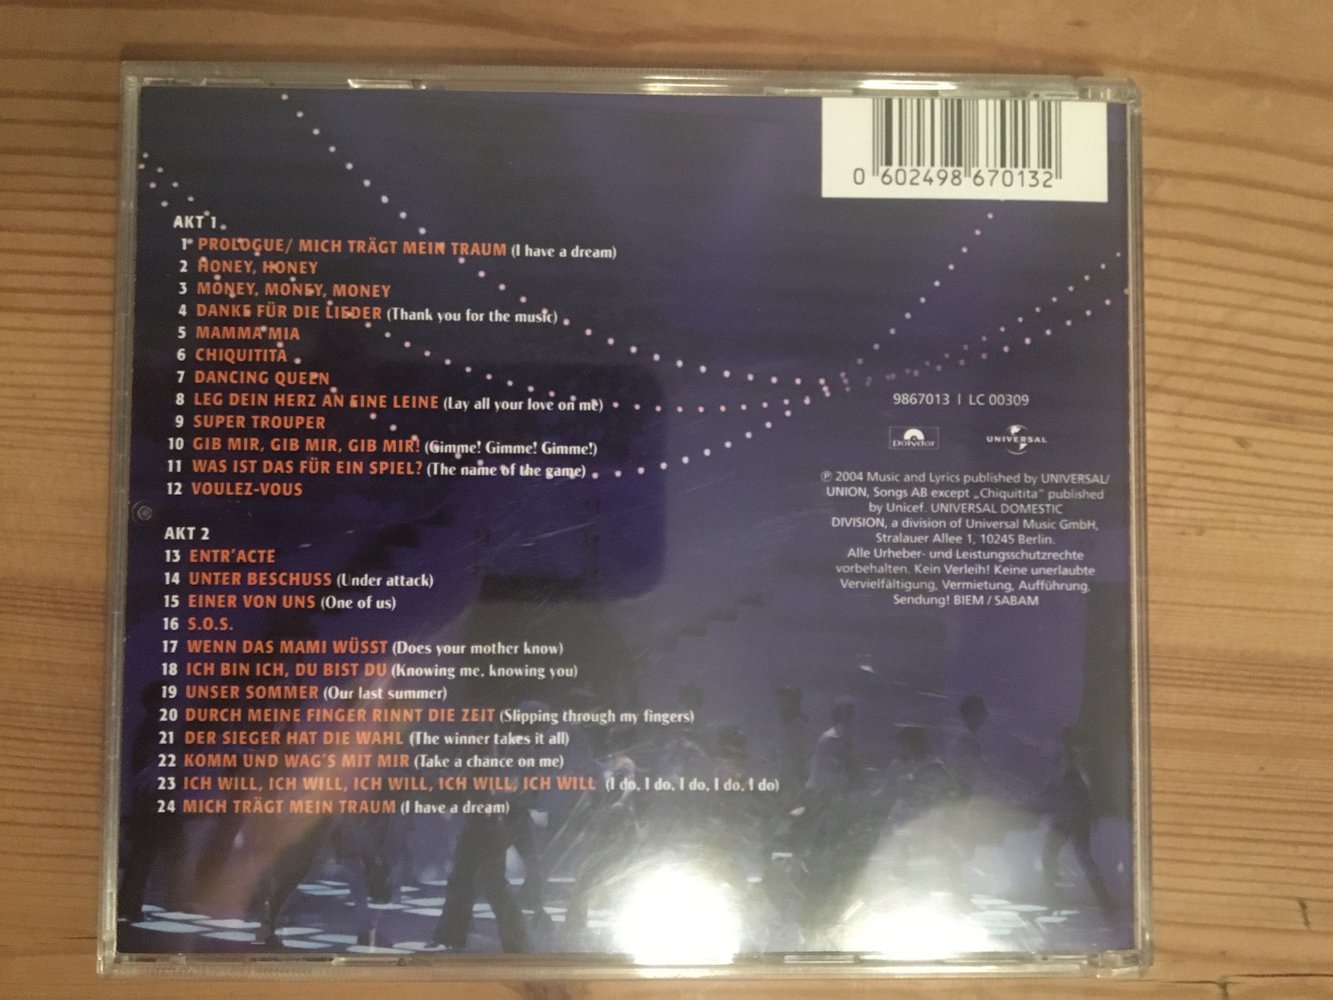 0 602498 670132
AKT 1
1 PROLOGUE/ MICH TRÄGT MEIN TRAUM (I have a dream)
2 HONEY, HONEY
3 MONEY, MONEY, MONEY
4 DANKE FÜR DIE LIEDER (Thank you for the music)
5 MAMMA MIA
6 CHIQUITITA
7 DANCING QUEEN
8 LEG DEIN HERZ AN EINE LEINE (Lay all your love on me)
9 SUPER TROUPER
10 GIB MIR, GIB MIR, GIB MIR! (Gimme! Gimme! Gimme!)
11 WAS IST DAS FÜR EIN SPIEL? (The name of the game)
12 VOULEZ-VOUS
AKT 2
13 ENTR'ACTE
14 UNTER BESCHUSS (Under attack)
15 EINER VON UNS (One of us)
16 S.O.S.
17 WENN DAS MAMI WÜSST (Does your mother know)
18 ICH BIN ICH, DU BIST DU (Knowing me, knowing you)
19 UNSER SOMMER (Our last summer)
20 DURCH MEINE FINGER RINNT DIE ZEIT (Slipping through my fingers)
21 DER SIEGER HAT DIE WAHL (The winner takes it all)
22 KOMM UND WAG'S MIT MIR (Take a chance on me)
23 ICH WILL, ICH WILL, ICH WILL, ICH WILL, ICH WILL (I do, I do, I do, I do, I do)
24 MICH TRÄGT MEIN TRAUM (I have a dream)
9867013 | LC 00309
Polydor UNIVERSAL
℗ 2004 Music and Lyrics published by UNIVERSAL/
UNION, Songs AB except „Chiquitita" published
by Unicef. UNIVERSAL DOMESTIC
DIVISION, a division of Universal Music GmbH,
Stralauer Allee 1, 10245 Berlin.
Alle Urheber- und Leistungsschutzrechte
vorbehalten. Kein Verleih! Keine unerlaubte
Vervielfältigung, Vermietung, Aufführung,
Sendung! BIEM / SABAM